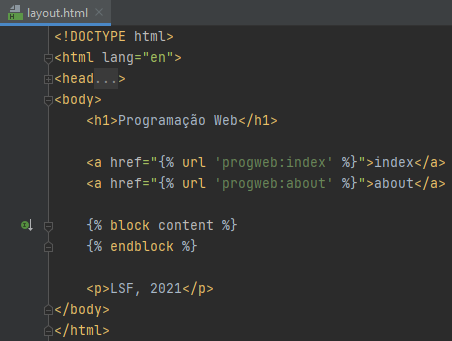 layout.html
<!DOCTYPE html>
<html lang="en">
<head...>
<body>
    <h1>Programação Web</h1>

    <a href="{% url 'progweb:index' %}">index</a>
    <a href="{% url 'progweb:about' %}">about</a>

    {% block content %}
    {% endblock %}

    <p>LSF, 2021</p>
</body>
</html>